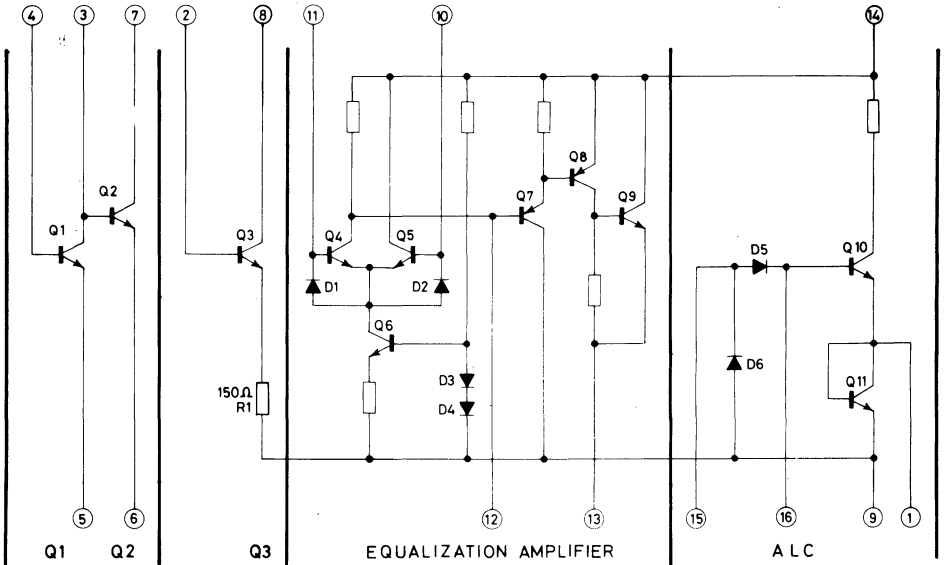 4 3 7 2 8 11 10 14
Q2
Q8
Q7 Q9
Q1 Q3 Q4 Q5 Q10
D5
D1 D2
Q6
D6
D3
150Ω
R1
D4
Q11
5 6 12 13 15 16 9 1
Q1 Q2 Q3 EQUALIZATION AMPLIFIER ALC